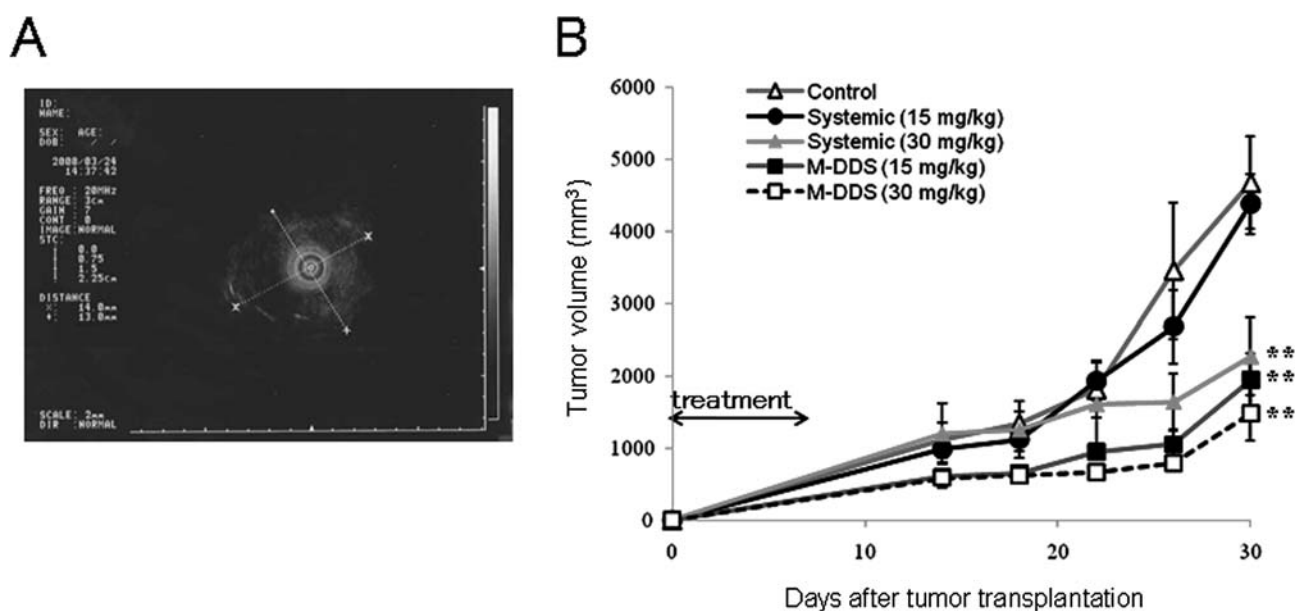 A
ID:
NAME:
SEX: AGE:
DOB: / /
2008/03/24
14:37:42
FREQ : 20MHz
RANGE: 3cm
GAIN : 7
CONT : 0
IMAGE:NORMAL
STC:
0.0
0.75
1.5
2.25cm
DISTANCE
×: 14.0mm
+: 13.0mm
SCALE: 2mm
DIR :NORMAL
B
6000
5000
4000
3000
2000
1000
0
Tumor volume (mm³)
Control
Systemic (15 mg/kg)
Systemic (30 mg/kg)
M-DDS (15 mg/kg)
M-DDS (30 mg/kg)
treatment
**
**
**
0 10 20 30
Days after tumor transplantation